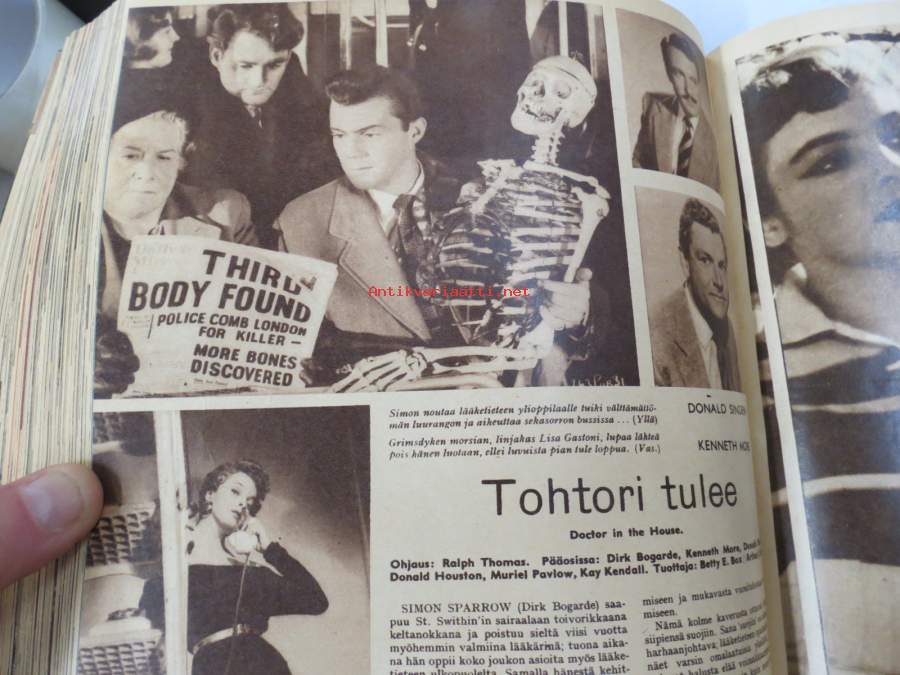 THIRD
BODY FOUND
POLICE COMB LONDON
FOR KILLER —
MORE BONES
DISCOVERED
Antikvariaatti.net
Simon noutaa lääketieteen ylioppilaalle tuiki välttämättö-
män luurangon ja aikeuttaa sekasorron bussissa ... (Yllä)
Grimsdyken morsian, linjakas Lisa Gastoni, lupaa lähteä
pois hänen luotaan, ellei luvuista pian tule loppua. (Vas.)
DONALD
KENNETH
Tohtori tulee
Doctor in the House.
Ohjaus: Ralph Thomas. Pääosissa: Dirk Bogarde, Kenneth More,
Donald Houston, Muriel Pavlow, Kay Kendall. Tuottaja: Betty E. Box
SIMON SPARROW (Dirk Bogarde) saa-
puu St. Swithin'in sairaalaan toivorikkaana
keltanokkana ja poistuu sieltä viisi vuotta
myöhemmin valmiina lääkärinä; tuona aika-
na hän oppii koko joukon asioita myös lääke-
tieteen ulkopuolelta. Samalla hänestä kehit-
miseen ja mukavasta
miseen.
Nämä kolme kaverusta
siipensä suojiin. Sana
harhaanjohtava; lääketieteen
näet varsin omalaatuisia
halusta elää